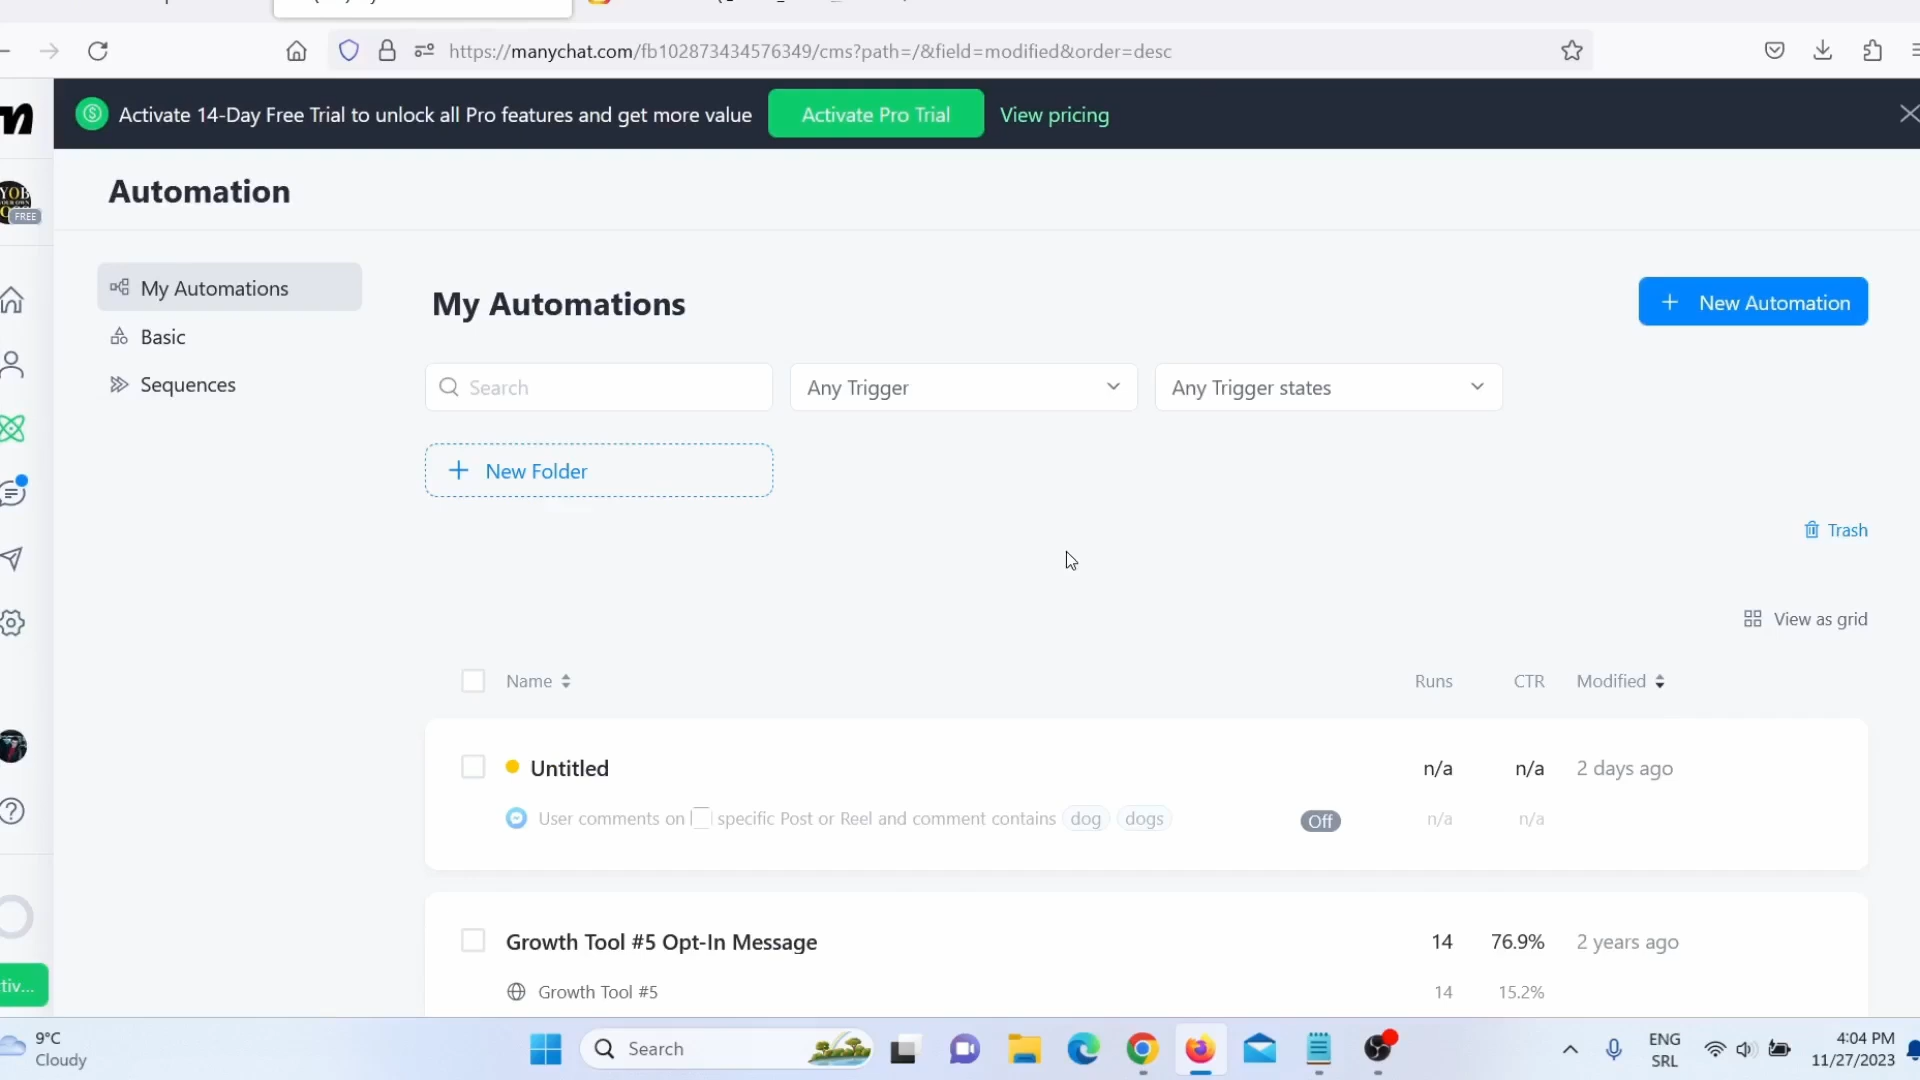 https://manychat.com/fb102873434576349/cms?path=/&field=modified&order=desc
Activate 14-Day Free Trial to unlock all Pro features and get more value
Activate Pro Trial
View pricing
FREE
Automation
My Automations
Basic
Sequences
My Automations
New Automation
Search
Any Trigger
Any Trigger states
New Folder
Trash
View as grid
Name Runs CTR Modified
Untitled n/a n/a 2 days ago
User comments on specific Post or Reel and comment contains dog dogs Off n/a n/a
Growth Tool #5 Opt-In Message 14 76.9% 2 years ago
Growth Tool #5 14 15.2%
tiv...
9°C
Cloudy
Search
ENG
SRL
4:04 PM
11/27/2023